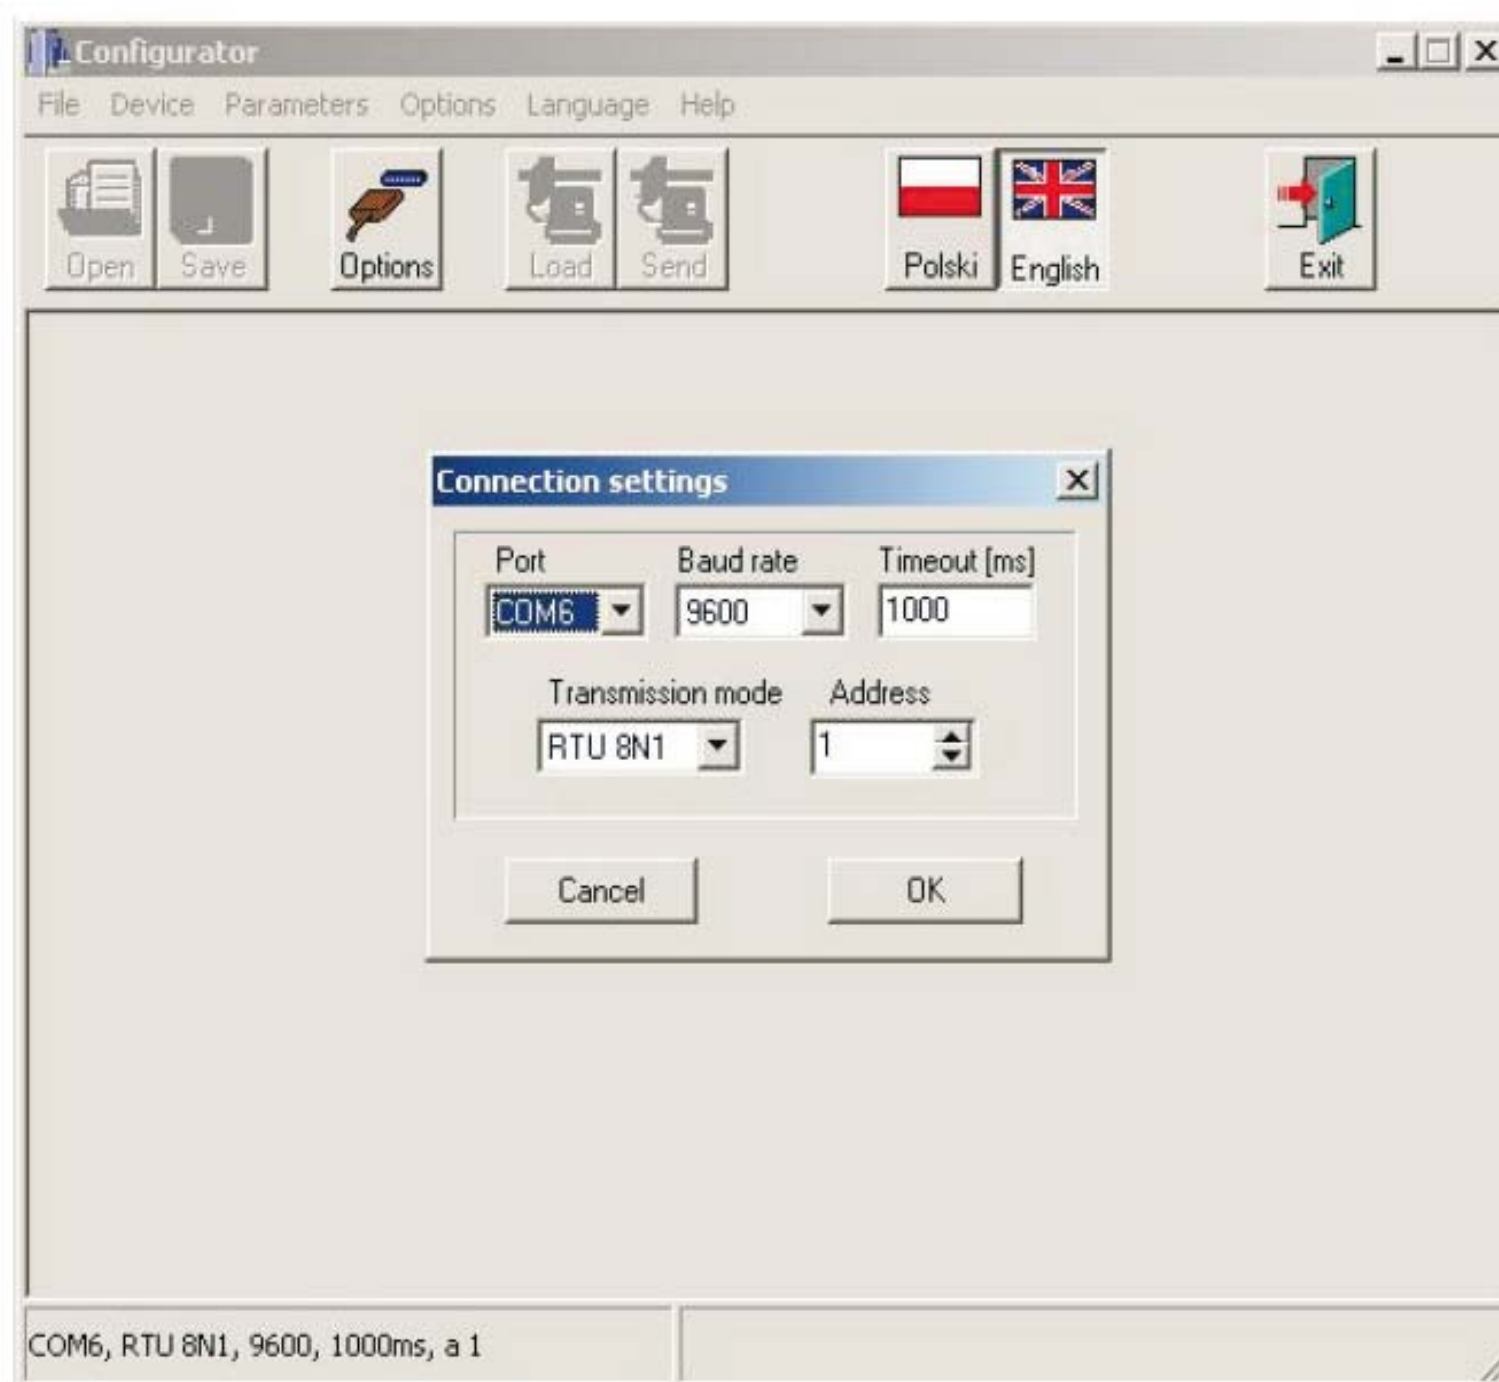 Configurator
File Device Parameters Options Language Help
Open Save Options Load Send Polski English Exit
Connection settings
Port Baud rate Timeout [ms]
COM6 9600 1000
Transmission mode Address
RTU 8N1 1
Cancel OK
COM6, RTU 8N1, 9600, 1000ms, a 1